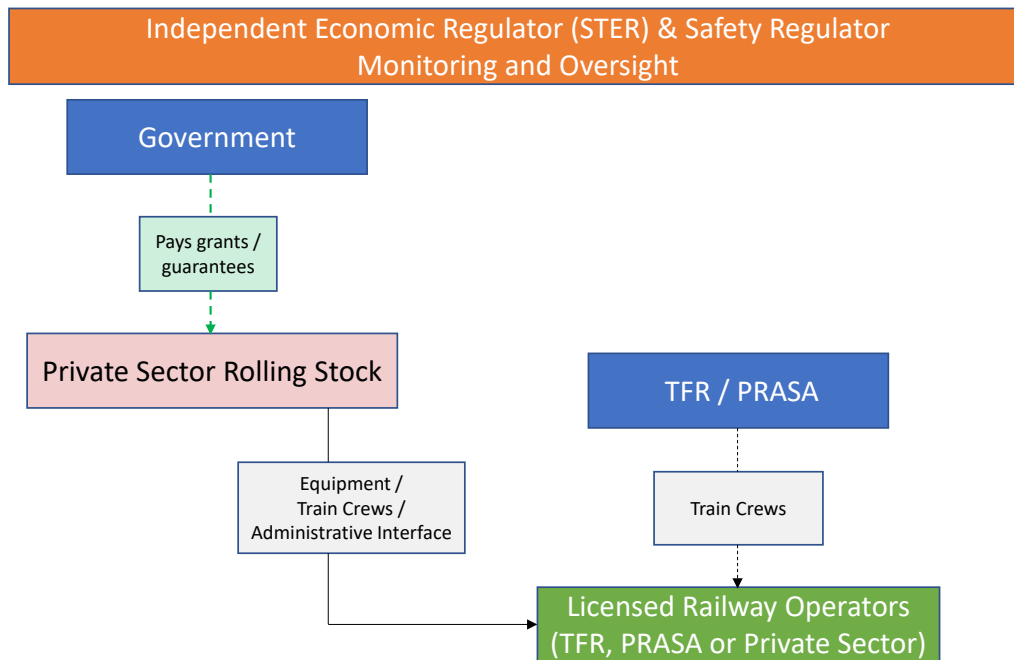 Independent Economic Regulator (STER) & Safety Regulator
Monitoring and Oversight
Government
Pays grants /
guarantees
Private Sector Rolling Stock
TFR / PRASA
Equipment /
Train Crews /
Administrative Interface
Train Crews
Licensed Railway Operators
(TFR, PRASA or Private Sector)